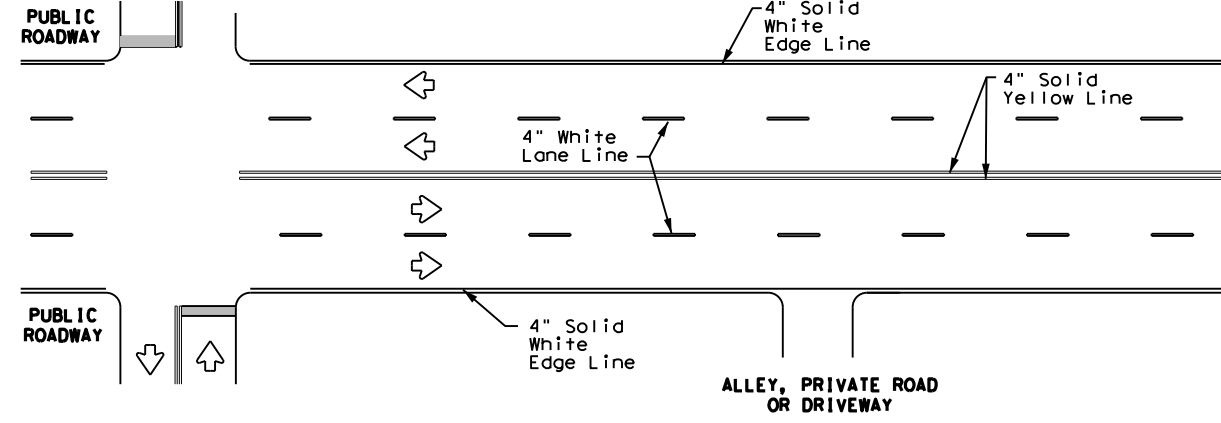 PUBLIC
ROADWAY
4" Solid
White
Edge Line
4" Solid
Yellow Line
4" White
Lane Line
PUBLIC
ROADWAY
4" Solid
White
Edge Line
ALLEY, PRIVATE ROAD
OR DRIVEWAY